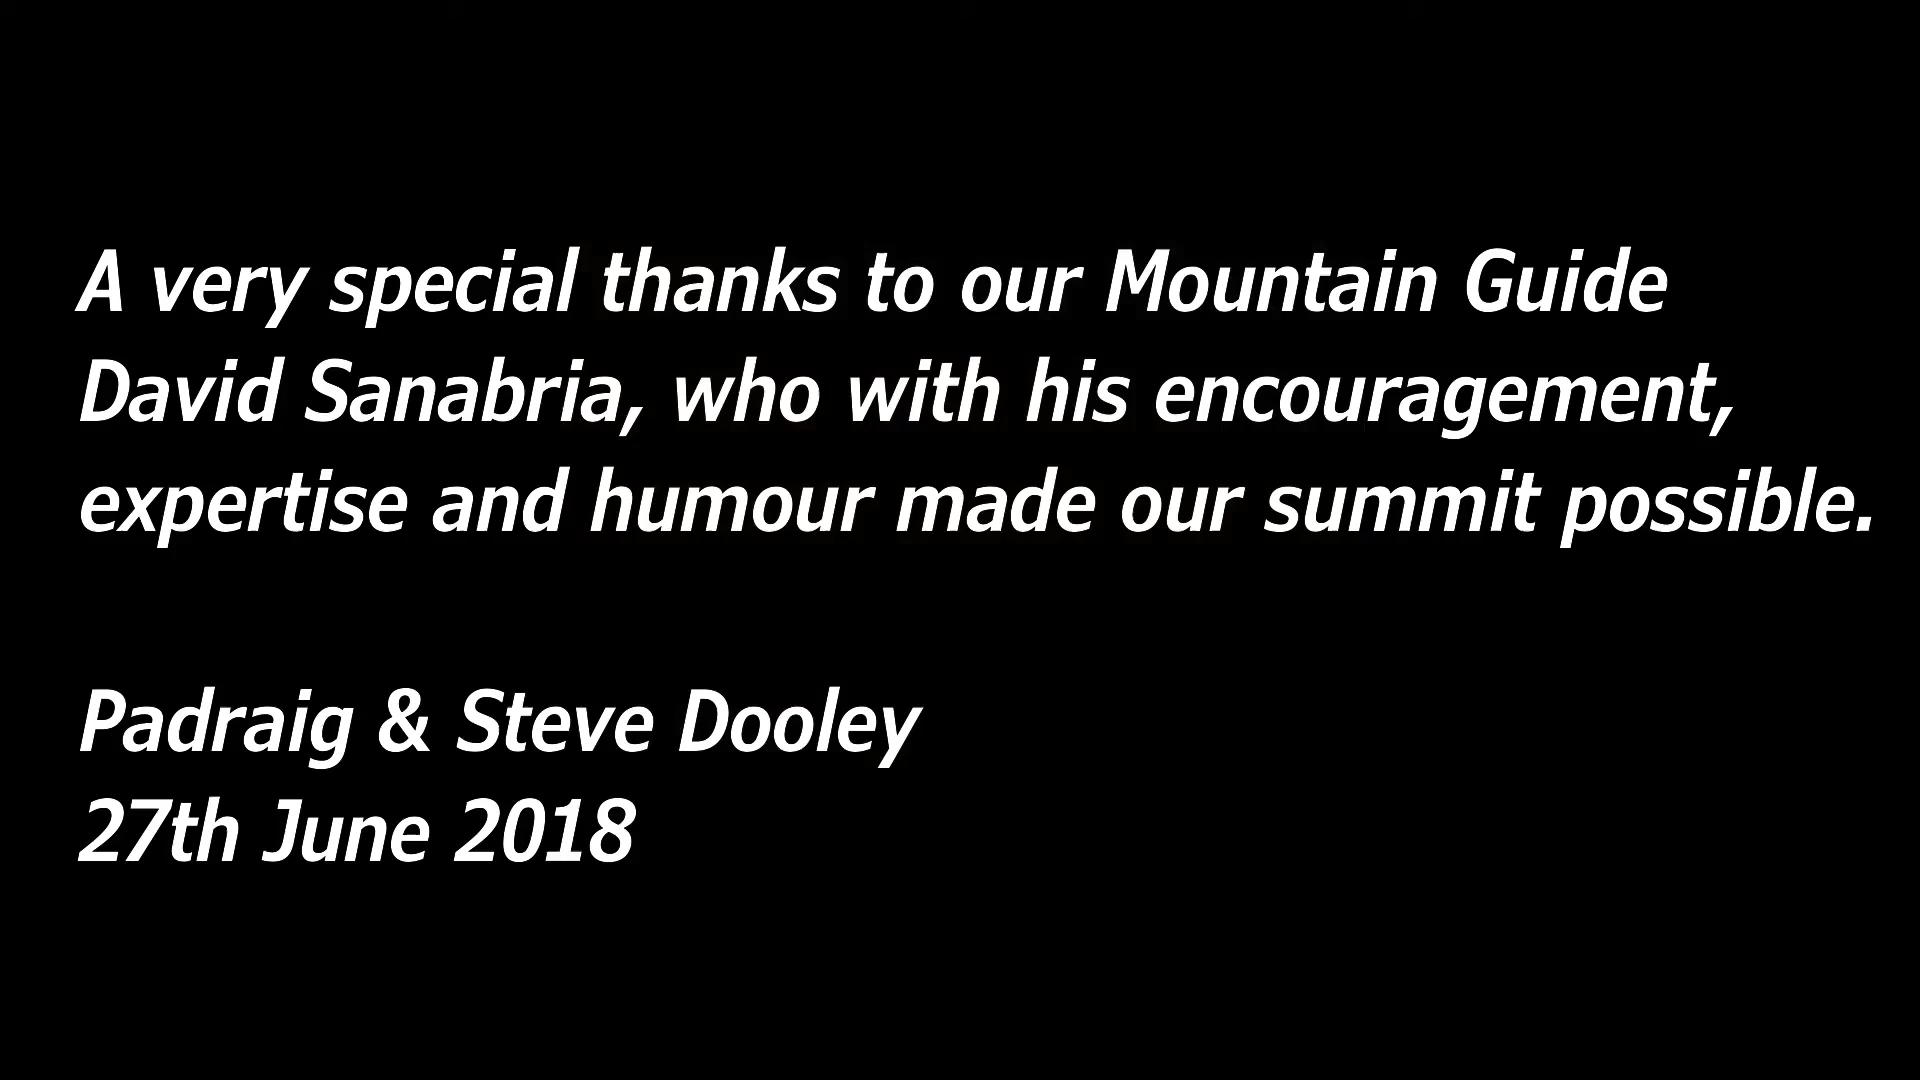 A very special thanks to our Mountain Guide
David Sanabria, who with his encouragement,
expertise and humour made our summit possible.
Padraig & Steve Dooley
27th June 2018